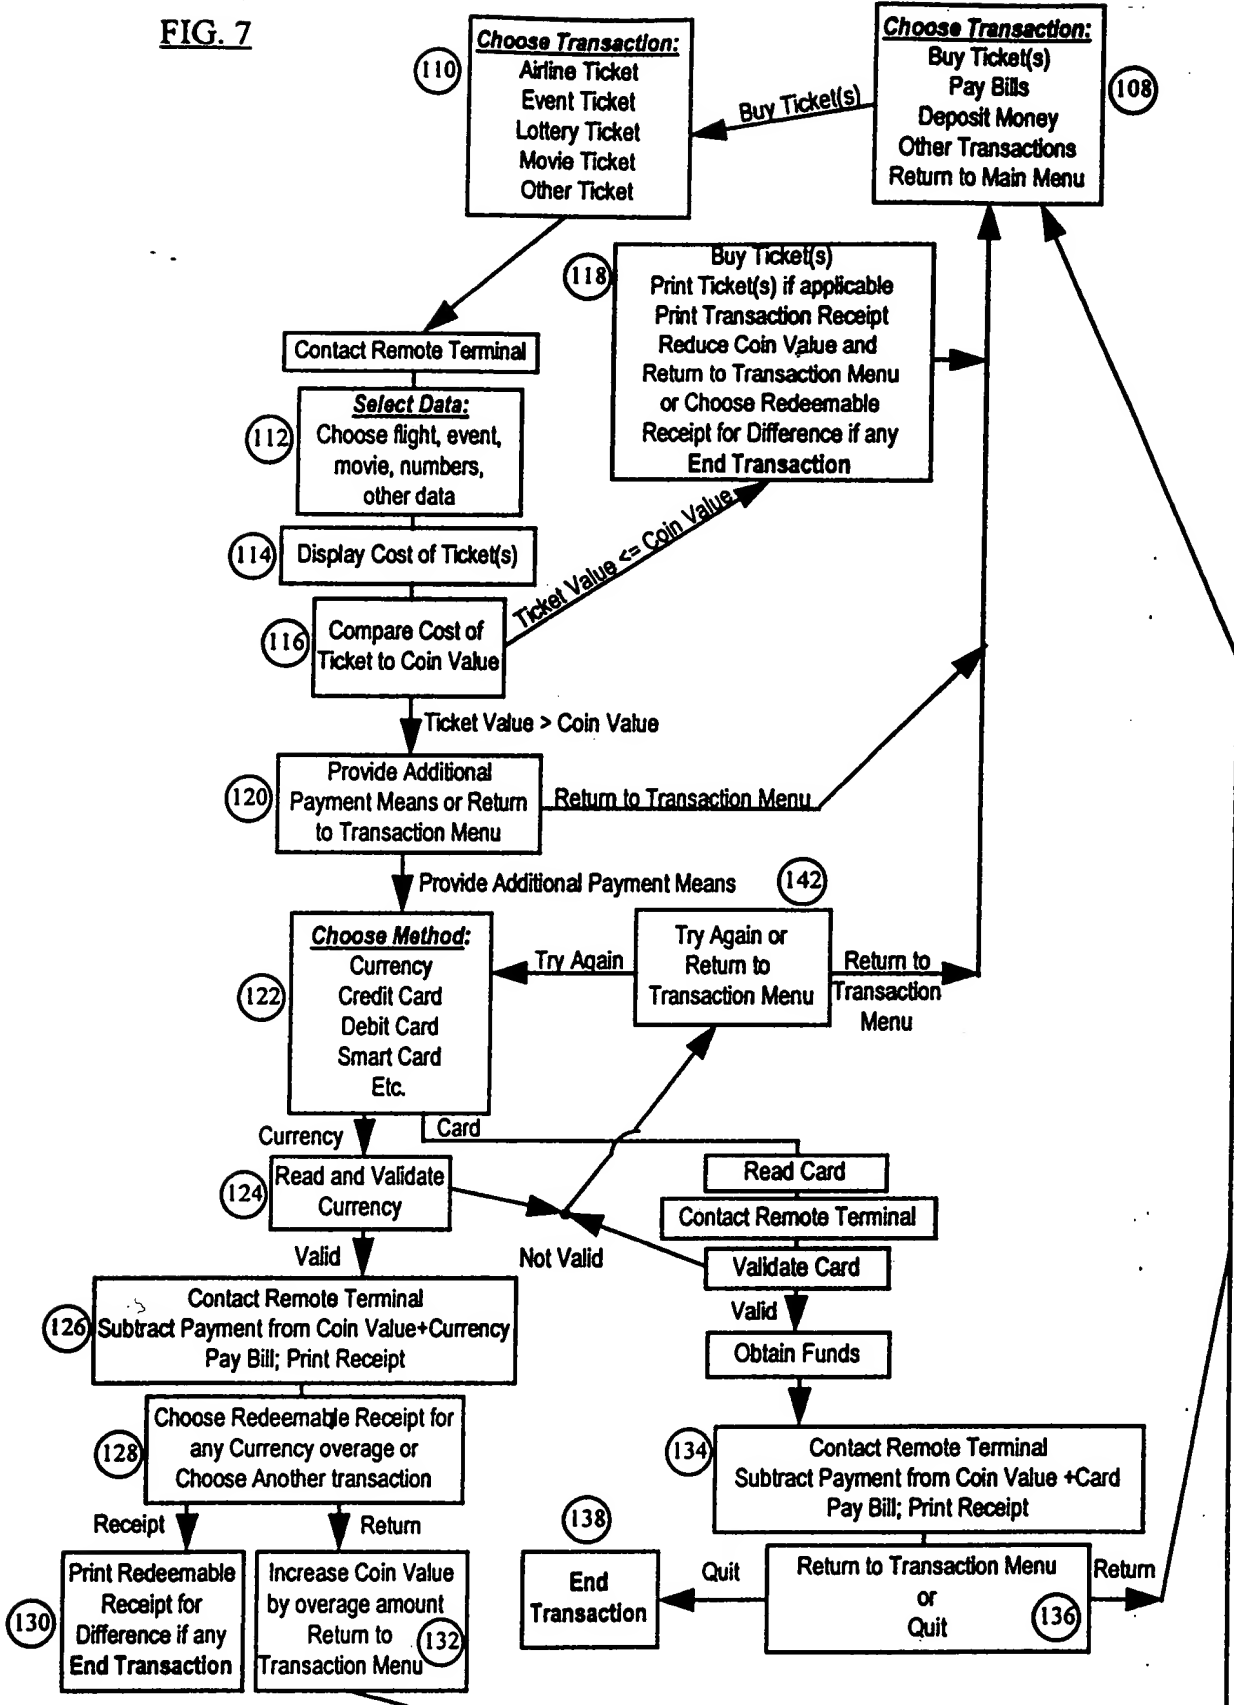 FIG. 7
Choose Transaction:
Airline Ticket
Event Ticket
Lottery Ticket
Movie Ticket
Other Ticket
110
Buy Ticket(s)
Choose Transaction:
Buy Ticket(s)
Pay Bills
Deposit Money
Other Transactions
Return to Main Menu
108
118
Buy Ticket(s)
Print Ticket(s) if applicable
Print Transaction Receipt
Reduce Coin Value and
Return to Transaction Menu
or Choose Redeemable
Receipt for Difference if any
End Transaction
Contact Remote Terminal
112
Select Data:
Choose flight, event,
movie, numbers,
other data
114
Display Cost of Ticket(s)
Ticket Value <= Coin Value
116
Compare Cost of
Ticket to Coin Value
Ticket Value > Coin Value
120
Provide Additional
Payment Means or Return
to Transaction Menu
Return to Transaction Menu
Provide Additional Payment Means
142
Choose Method:
Currency
Credit Card
Debit Card
Smart Card
Etc.
122
Try Again
Try Again or
Return to
Transaction Menu
Return to
Transaction
Menu
Currency
Card
124
Read and Validate
Currency
Read Card
Contact Remote Terminal
Validate Card
Valid
Not Valid
Valid
Obtain Funds
126
Contact Remote Terminal
Subtract Payment from Coin Value+Currency
Pay Bill; Print Receipt
128
Choose Redeemable Receipt for
any Currency overage or
Choose Another transaction
134
Contact Remote Terminal
Subtract Payment from Coin Value +Card
Pay Bill; Print Receipt
Receipt
Return
138
130
Print Redeemable
Receipt for
Difference if any
End Transaction
Increase Coin Value
by overage amount
Return to
Transaction Menu
132
End
Transaction
Quit
Return to Transaction Menu
or
Quit
136
Return